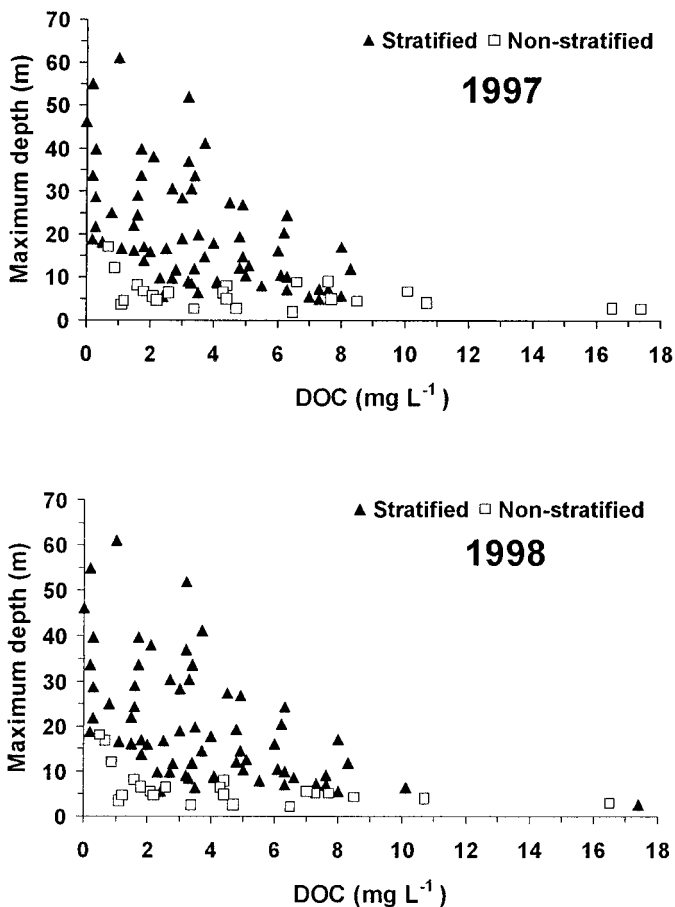 70
▲ Stratified □ Non-stratified
60
1997
50
40
30
20
10
0
Maximum depth (m)
0 2 4 6 8 10 12 14 16 18
DOC (mg L-1)
70
▲ Stratified □ Non-stratified
60
1998
50
40
30
20
10
0
Maximum depth (m)
0 2 4 6 8 10 12 14 16 18
DOC (mg L-1)